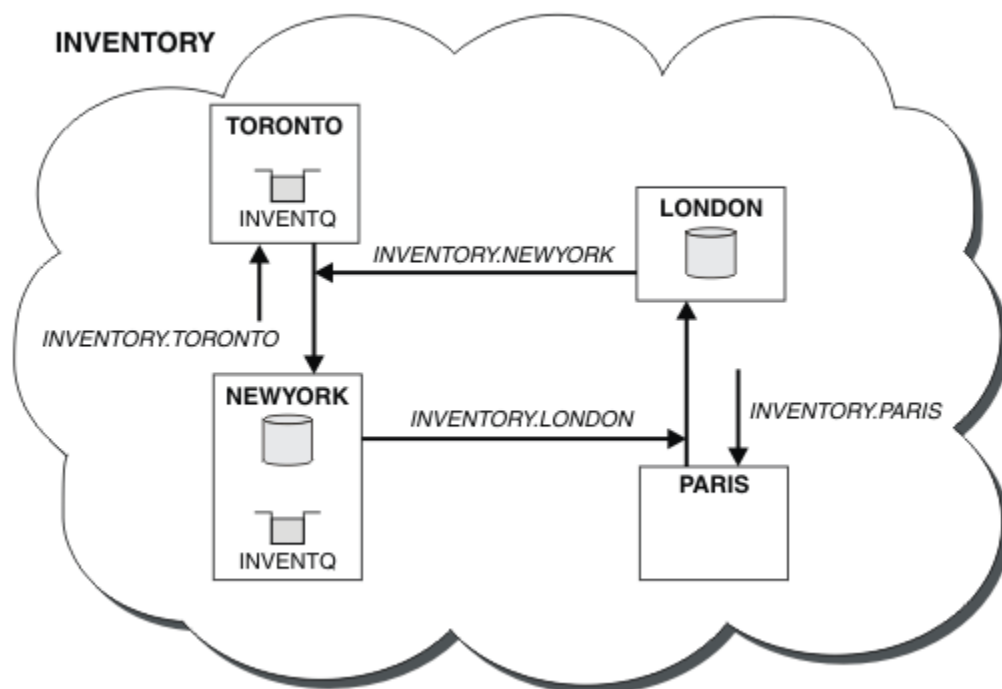 INVENTORY
TORONTO
INVENTQ
LONDON
INVENTORY.NEWYORK
INVENTORY.TORONTO
NEWYORK
INVENTORY.LONDON
INVENTORY.PARIS
PARIS
INVENTQ